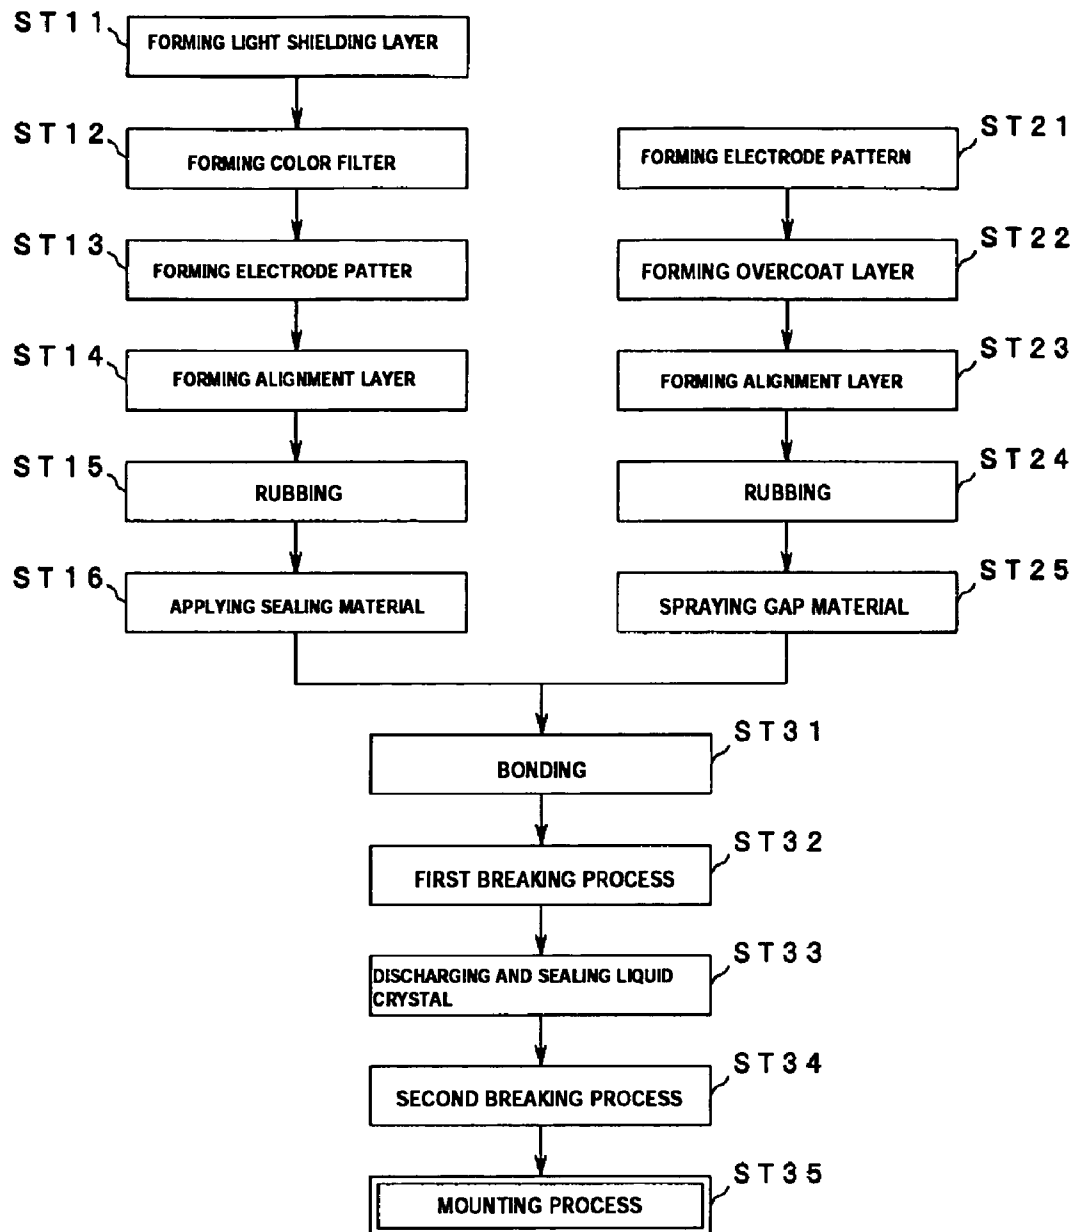 ST11
FORMING LIGHT SHIELDING LAYER
ST12
FORMING COLOR FILTER
ST13
FORMING ELECTRODE PATTER
ST14
FORMING ALIGNMENT LAYER
ST15
RUBBING
ST16
APPLYING SEALING MATERIAL
ST21
FORMING ELECTRODE PATTERN
ST22
FORMING OVERCOAT LAYER
ST23
FORMING ALIGNMENT LAYER
ST24
RUBBING
ST25
SPRAYING GAP MATERIAL
ST31
BONDING
ST32
FIRST BREAKING PROCESS
ST33
DISCHARGING AND SEALING LIQUID
CRYSTAL
ST34
SECOND BREAKING PROCESS
ST35
MOUNTING PROCESS